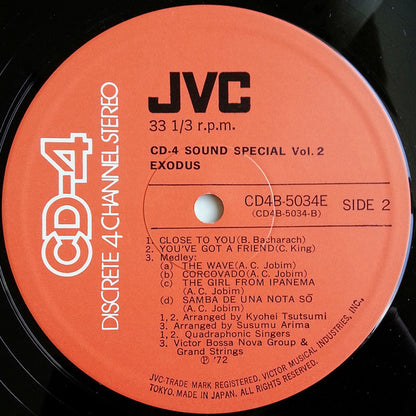 CD-4
DISCRETE 4 CHANNEL STEREO
JVC
33 1/3 r.p.m.
CD-4 SOUND SPECIAL Vol. 2
EXODUS
CD4B-5034E
(CD4B-5034-B)
SIDE 2
1. CLOSE TO YOU(B. Bacharach)
2. YOU'VE GOT A FRIEND(C. King)
3. Medley:
(a) THE WAVE(A. C. Jobim)
(b) CORCOVADO(A. C. Jobim)
(c) THE GIRL FROM IPANEMA
(A. C. Jobim)
(d) SAMBA DE UNA NOTA SO
(A. C. Jobim)
1, 2. Arranged by Kyohei Tsutsumi
3. Arranged by Susumu Arima
1, 2. Quadraphonic Singers
3. Victor Bossa Nova Group &
Grand Strings
Ⓟ '72
JVC-TRADE MARK REGISTERED. VICTOR MUSICAL INDUSTRIES, INC.,
TOKYO. MADE IN JAPAN. ALL RIGHTS RESERVED.